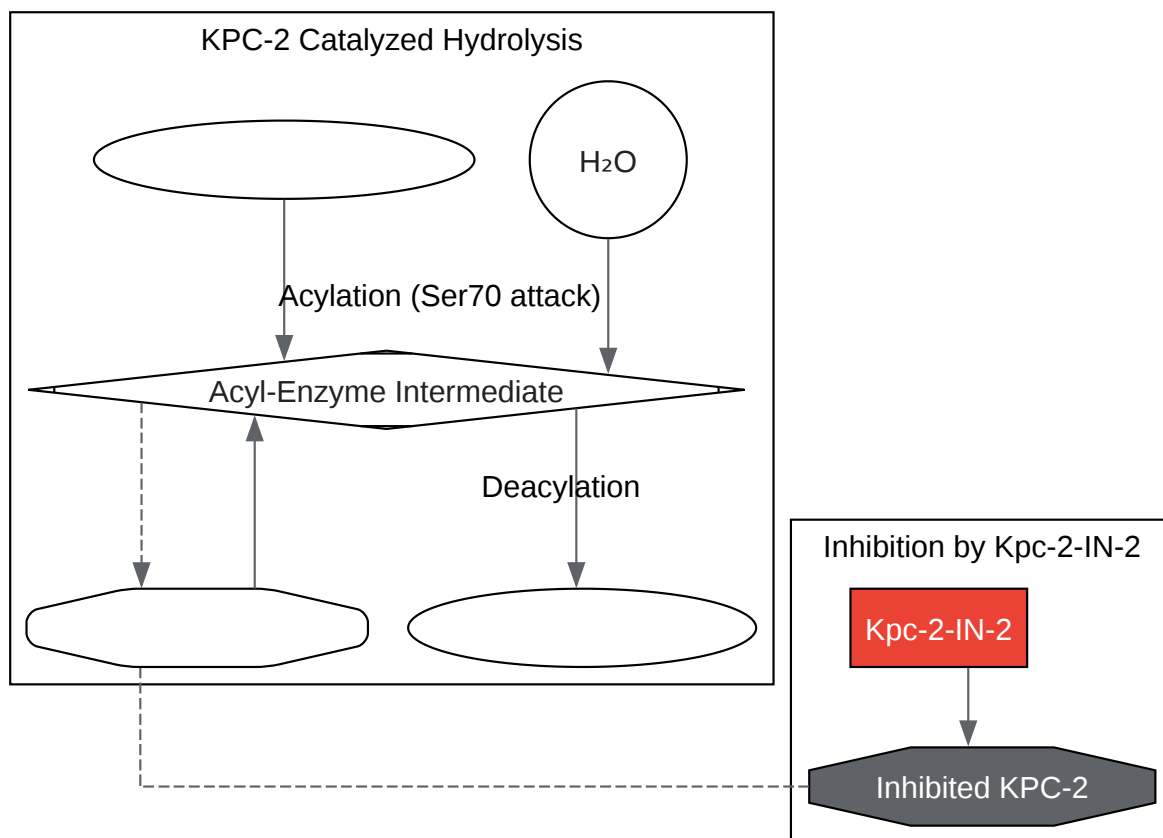 KPC-2 Catalyzed Hydrolysis
H₂O
Acylation (Ser70 attack)
Acyl-Enzyme Intermediate
Deacylation
Inhibition by Kpc-2-IN-2
Kpc-2-IN-2
Inhibited KPC-2